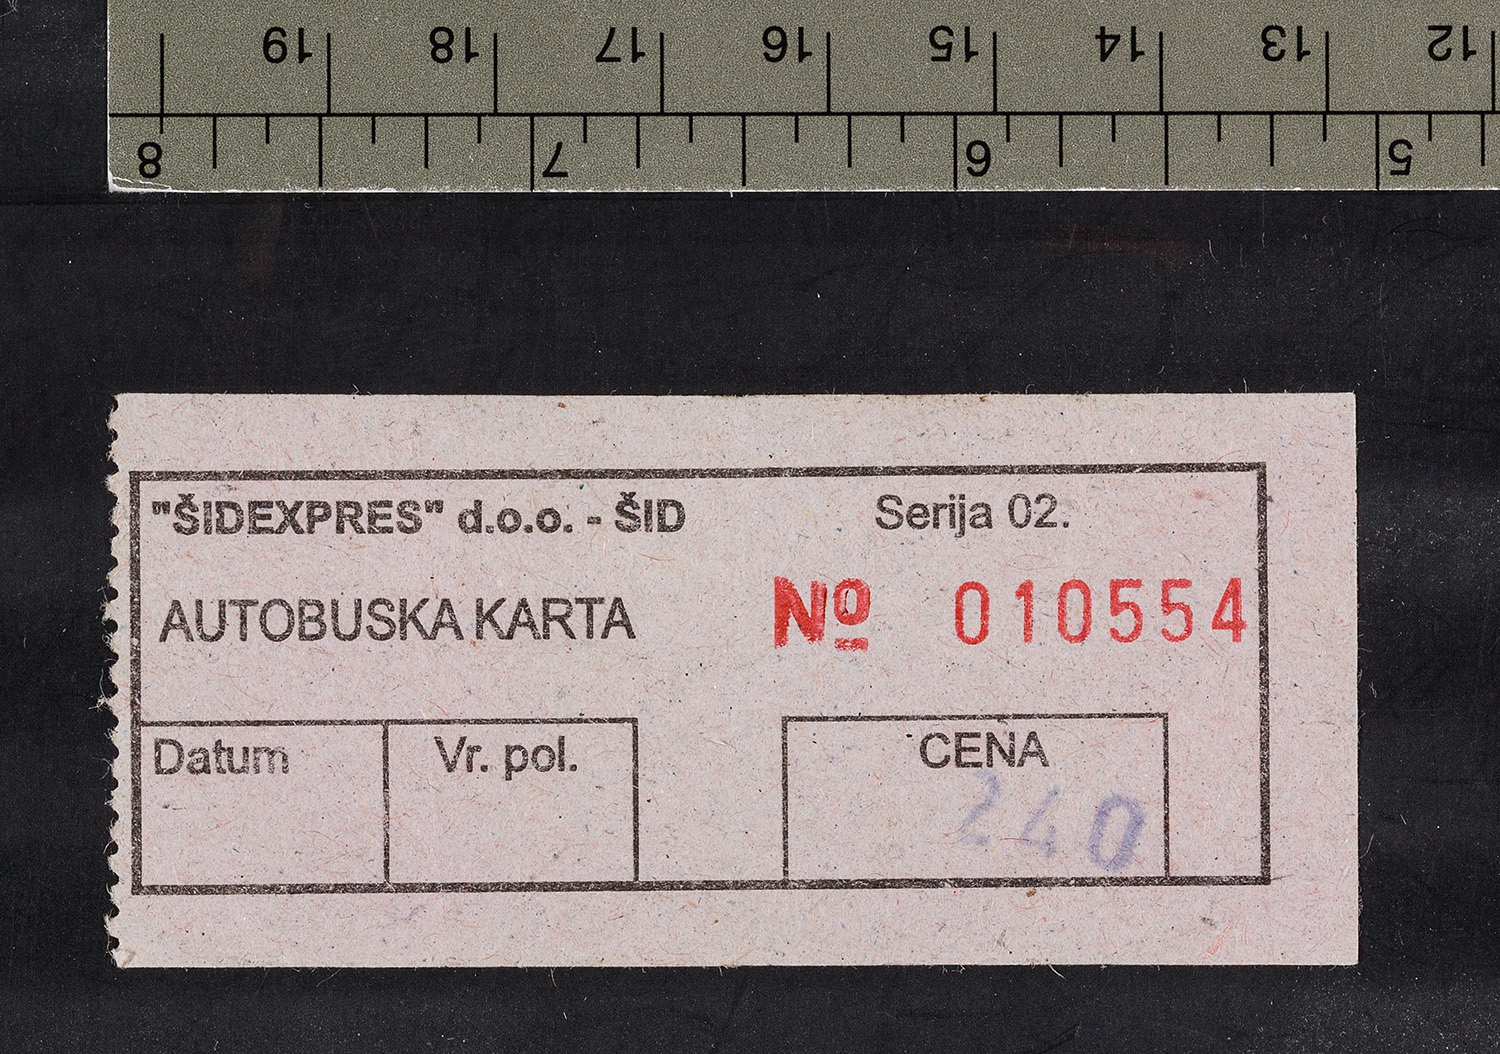 19 18 17 16 15 14 13 12
8 7 6 5
"ŠIDEXPRES" d.o.o. - ŠID
Serija 02.
AUTOBUSKA KARTA
Nº 010554
Datum
Vr. pol.
CENA
240